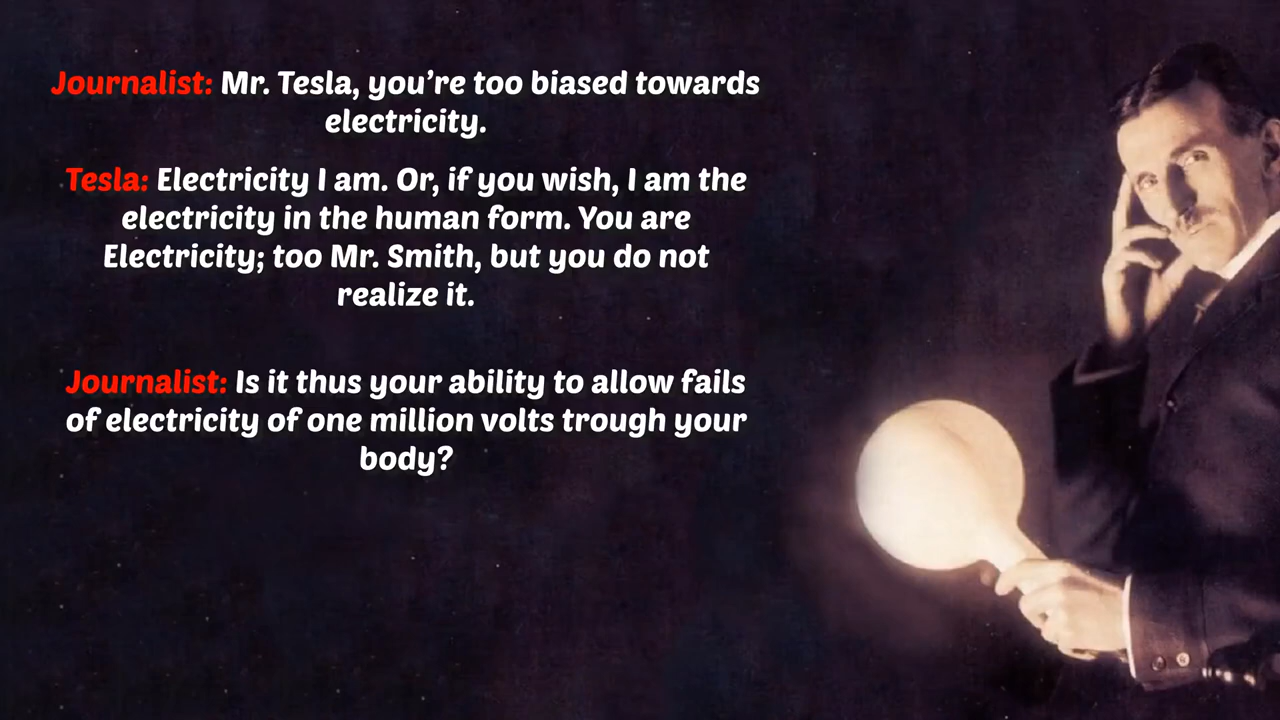 Journalist: Mr. Tesla, you’re too biased towards
electricity.
Tesla: Electricity I am. Or, if you wish, I am the
electricity in the human form. You are
Electricity; too Mr. Smith, but you do not
realize it.
Journalist: Is it thus your ability to allow fails
of electricity of one million volts trough your
body?